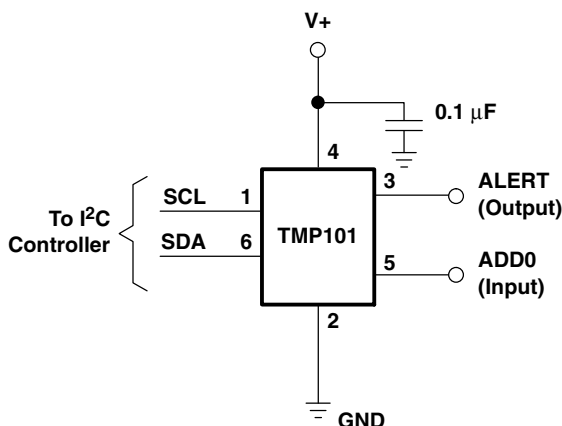 V+
0.1 μF
4
3 ALERT
(Output)
SCL 1
To I²C
Controller
SDA 6
TMP101
5 ADD0
(Input)
2
GND